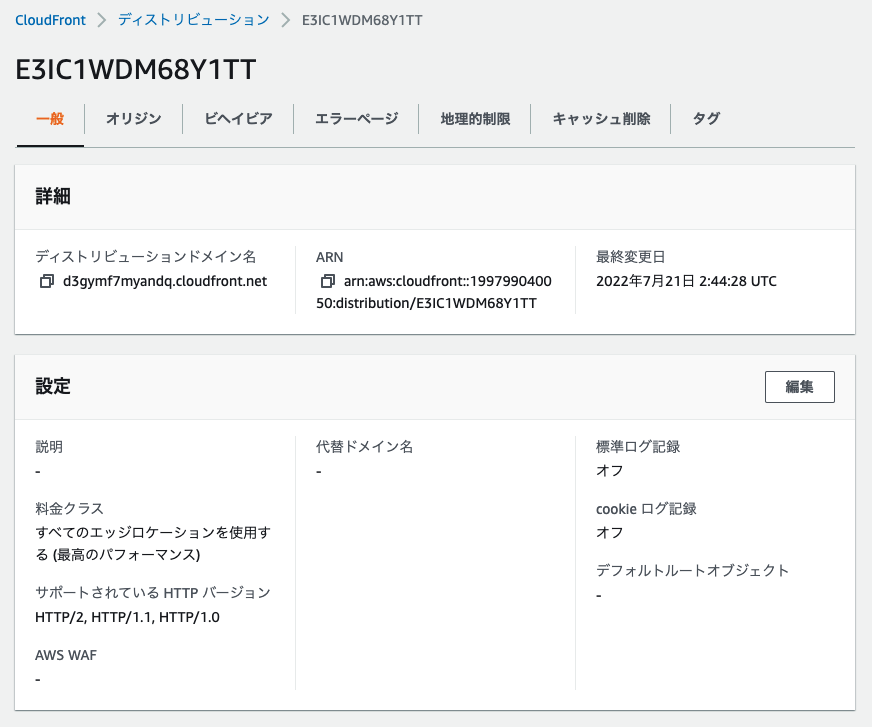 CloudFront > ディストリビューション > E3IC1WDM68Y1TT
E3IC1WDM68Y1TT
一般 オリジン ビヘイビア エラーページ 地理的制限 キャッシュ削除 タグ
詳細
ディストリビューションドメイン名
d3gymf7myandq.cloudfront.net
ARN
arn:aws:cloudfront::1997990400
50:distribution/E3IC1WDM68Y1TT
最終変更日
2022年7月21日 2:44:28 UTC
設定
編集
説明
-
料金クラス
すべてのエッジロケーションを使用す
る (最高のパフォーマンス)
サポートされている HTTP バージョン
HTTP/2, HTTP/1.1, HTTP/1.0
AWS WAF
-
代替ドメイン名
-
標準ログ記録
オフ
cookie ログ記録
オフ
デフォルトルートオブジェクト
-